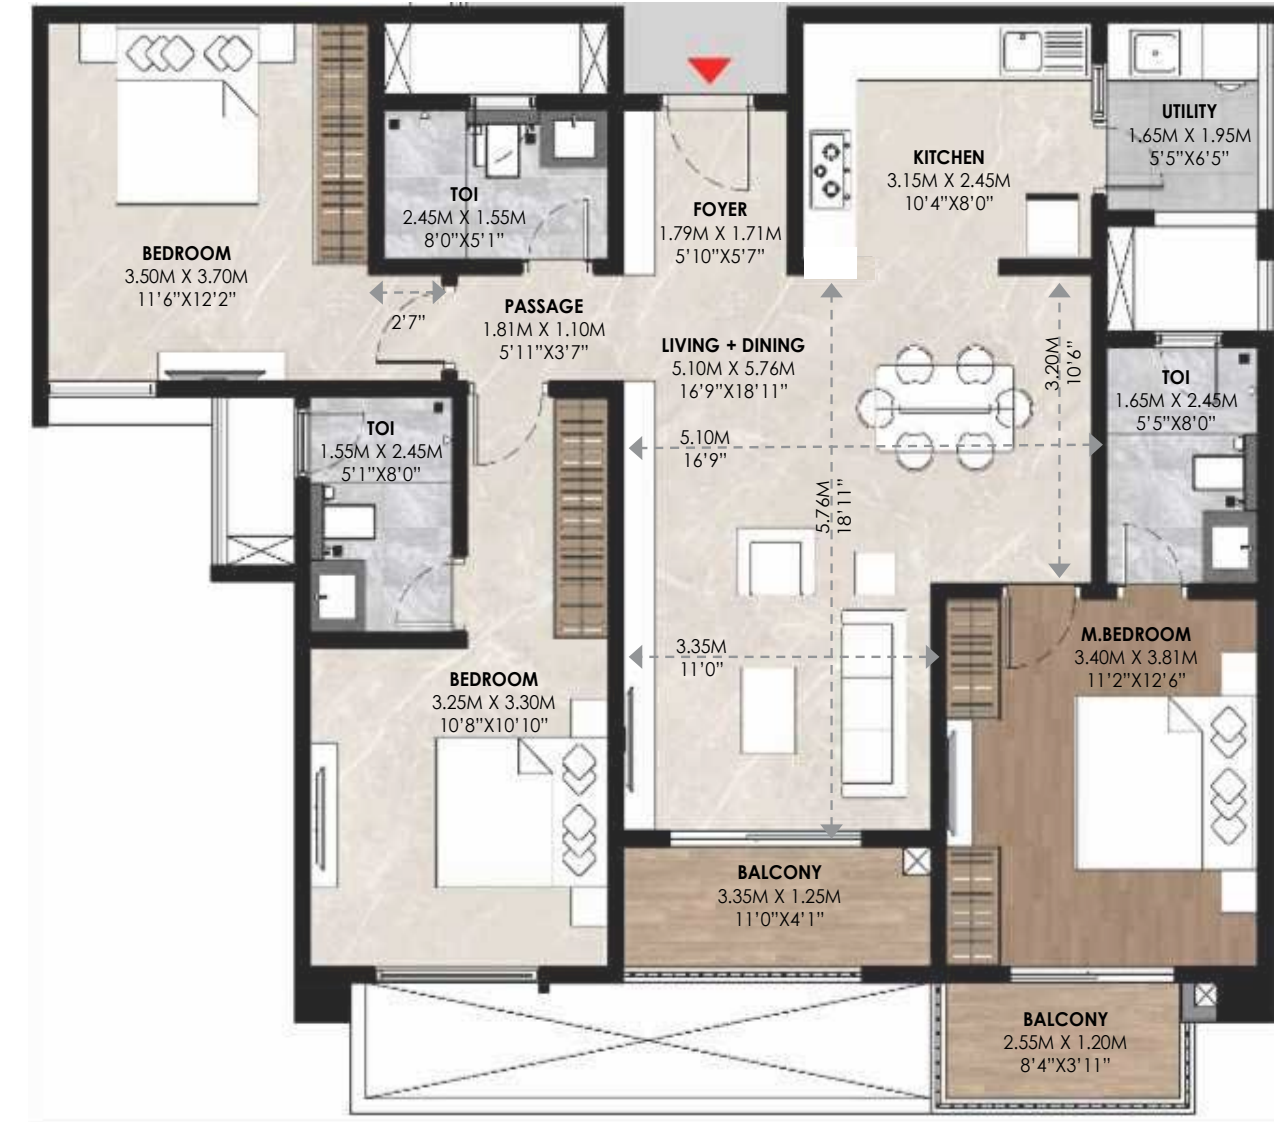 UTILITY
1.65M X 1.95M
5'5"X6'5"
KITCHEN
3.15M X 2.45M
10'4"X8'0"
TOI
2.45M X 1.55M
8'0"X5'1"
FOYER
1.79M X 1.71M
5'10"X5'7"
BEDROOM
3.50M X 3.70M
11'6"X12'2"
2'7"
PASSAGE
1.81M X 1.10M
5'11"X3'7"
LIVING + DINING
5.10M X 5.76M
16'9"X18'11"
3.20M
10'6"
TOI
1.65M X 2.45M
5'5"X8'0"
TOI
1.55M X 2.45M
5'1"X8'0"
5.10M
16'9"
5.76M
18'11"
3.35M
11'0"
M.BEDROOM
3.40M X 3.81M
11'2"X12'6"
BEDROOM
3.25M X 3.30M
10'8"X10'10"
BALCONY
3.35M X 1.25M
11'0"X4'1"
BALCONY
2.55M X 1.20M
8'4"X3'11"